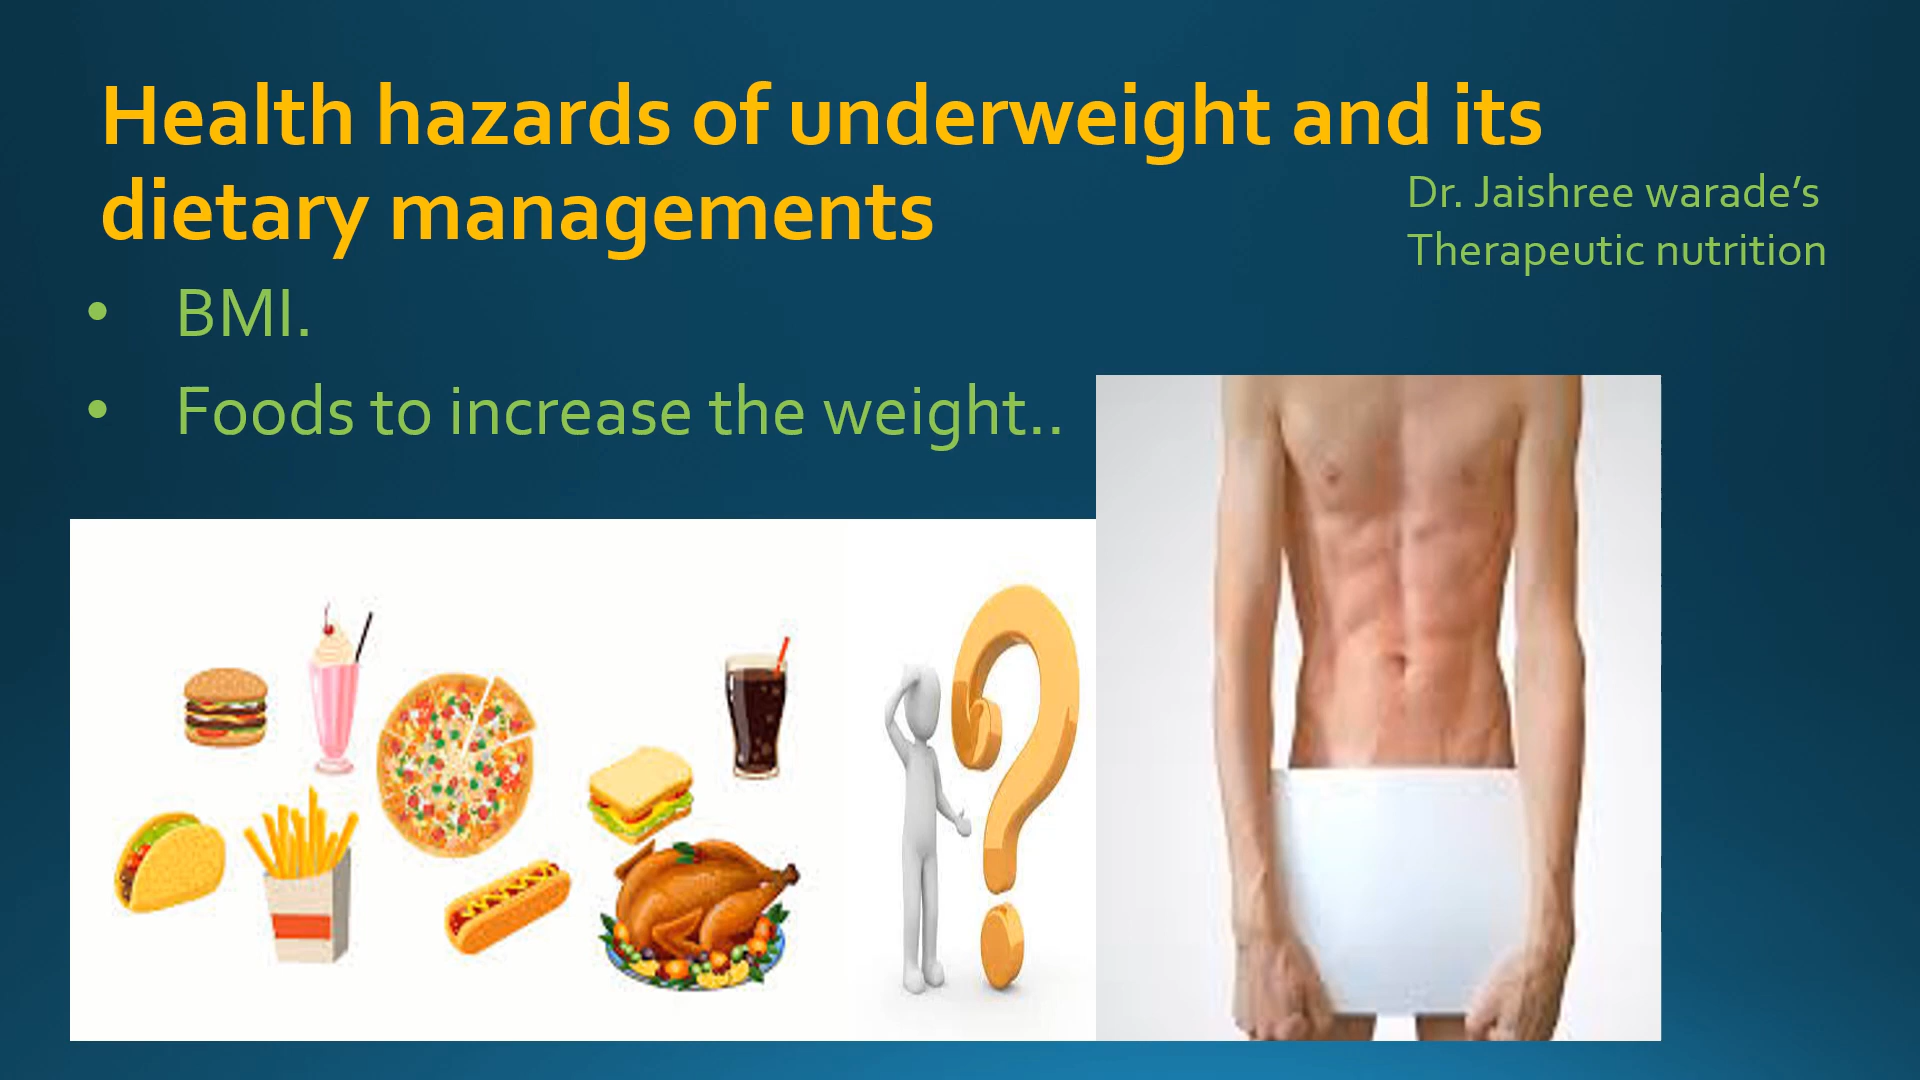 Health hazards of underweight and its
dietary managements
Dr. Jaishree warade’s
Therapeutic nutrition
• BMI.
• Foods to increase the weight..